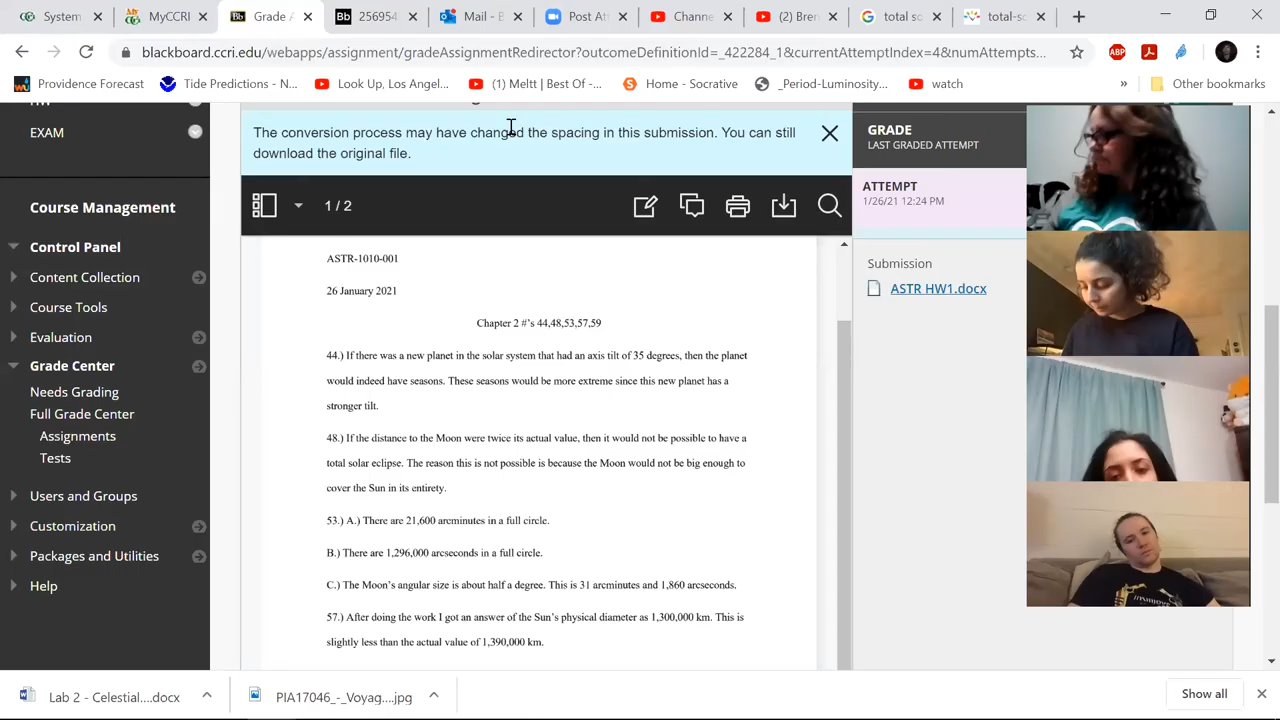 System
MyCCRI
Grade A
256954
Mail - B
Post Att
Channe
(2) Bren
total so
total-so
blackboard.ccri.edu/webapps/assignment/gradeAssignmentRedirector?outcomeDefinitionId=_422284_1&currentAttemptIndex=4&numAttempts...
Providence Forecast
Tide Predictions - N...
Look Up, Los Angel...
(1) Meltt | Best Of -...
Home - Socrative
_Period-Luminosity...
watch
»
Other bookmarks
EXAM
Course Management
Control Panel
Content Collection
Course Tools
Evaluation
Grade Center
Needs Grading
Full Grade Center
Assignments
Tests
Users and Groups
Customization
Packages and Utilities
Help
The conversion process may have changed the spacing in this submission. You can still
download the original file.
1 / 2
ASTR-1010-001
26 January 2021
Chapter 2 #'s 44,48,53,57,59
44.) If there was a new planet in the solar system that had an axis tilt of 35 degrees, then the planet
would indeed have seasons. These seasons would be more extreme since this new planet has a
stronger tilt.
48.) If the distance to the Moon were twice its actual value, then it would not be possible to have a
total solar eclipse. The reason this is not possible is because the Moon would not be big enough to
cover the Sun in its entirety.
53.) A.) There are 21,600 arcminutes in a full circle.
B.) There are 1,296,000 arcseconds in a full circle.
C.) The Moon's angular size is about half a degree. This is 31 arcminutes and 1,860 arcseconds.
57.) After doing the work I got an answer of the Sun's physical diameter as 1,300,000 km. This is
slightly less than the actual value of 1,390,000 km.
GRADE
LAST GRADED ATTEMPT
ATTEMPT
1/26/21 12:24 PM
Submission
ASTR HW1.docx
Lab 2 - Celestial....docx
PIA17046_-_Voyag....jpg
Show all